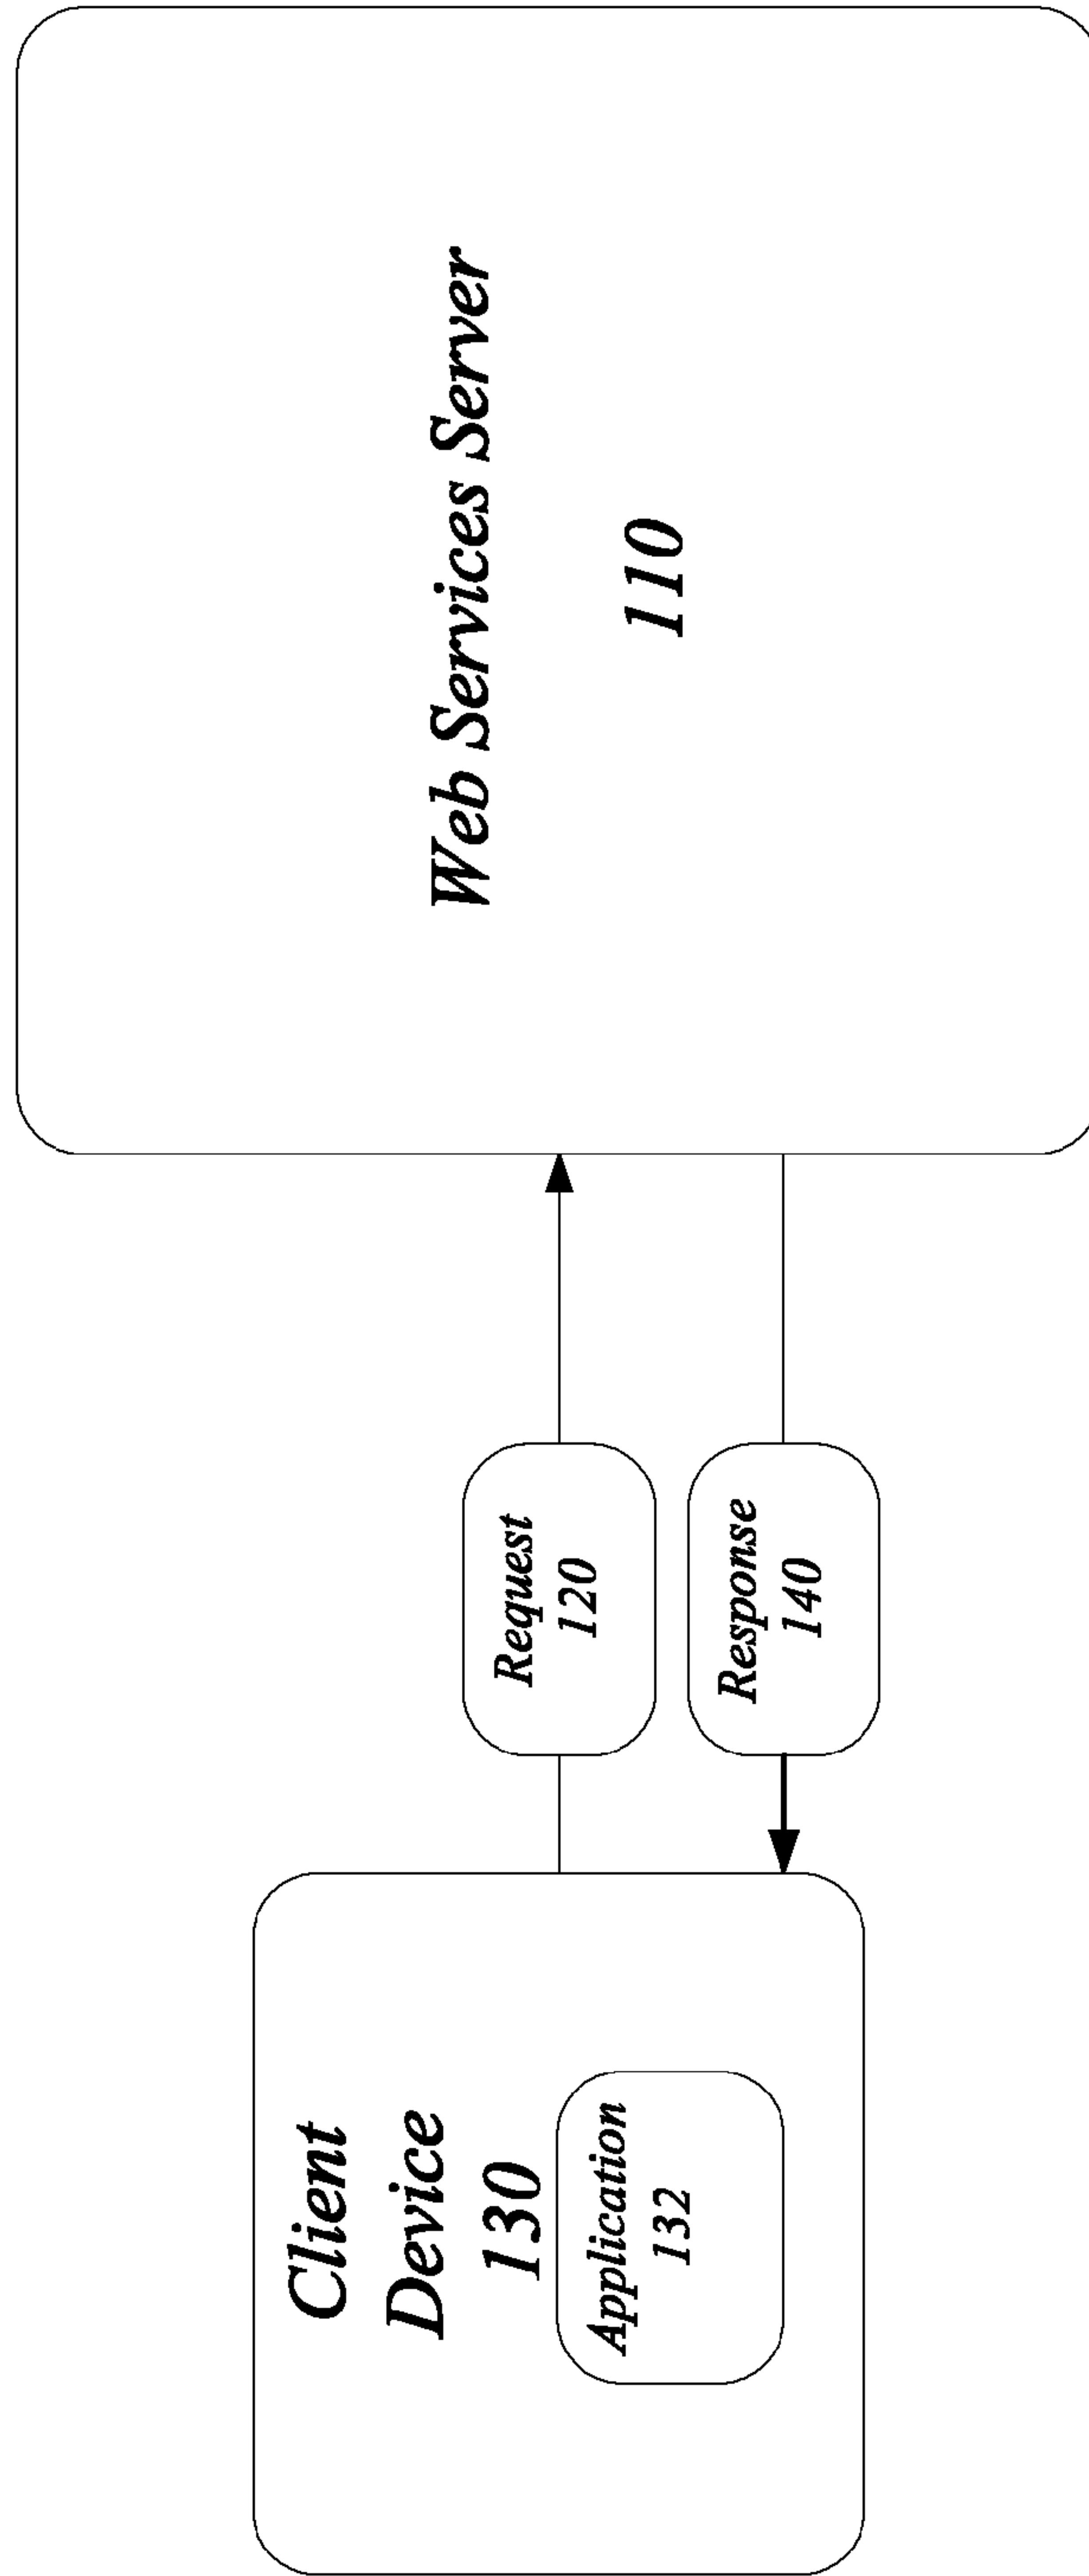 Client
Device
130
Application
132
Request
120
Response
140
Web Services Server
110